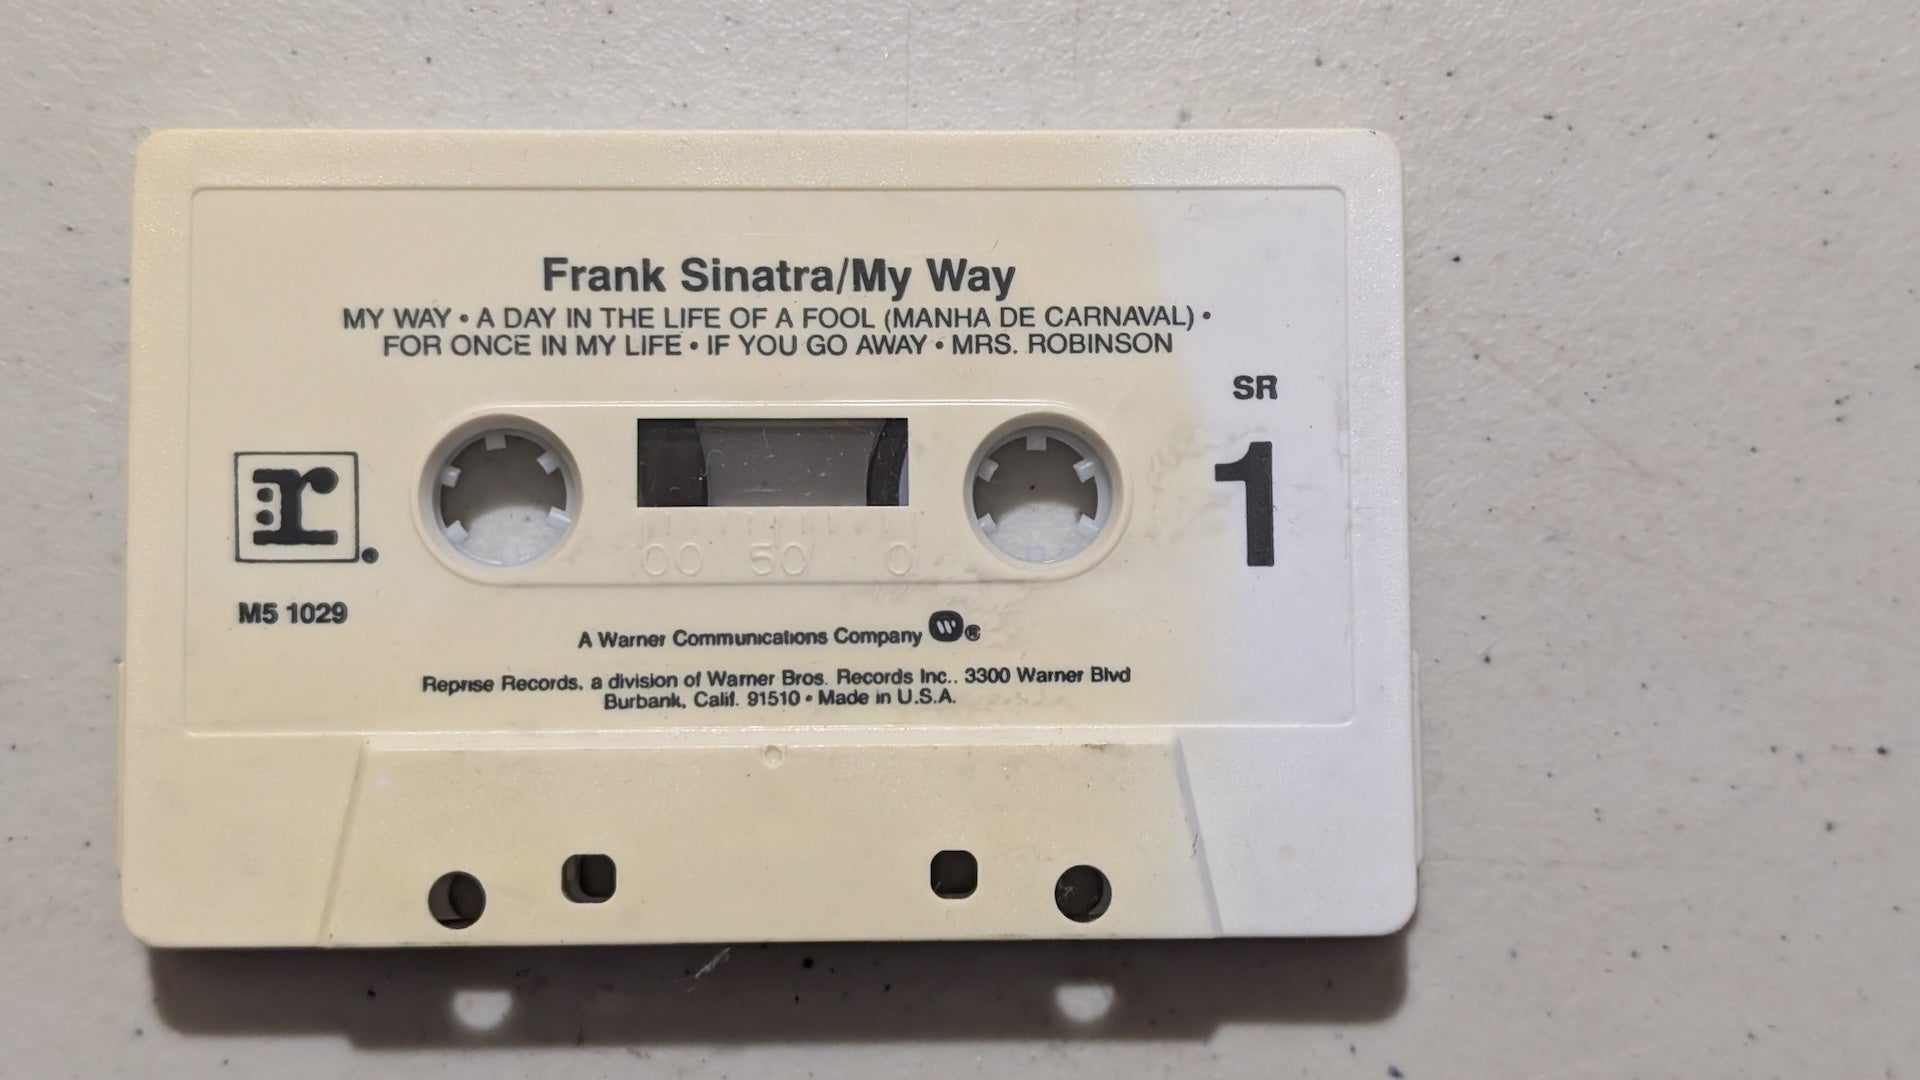 Frank Sinatra/My Way
MY WAY • A DAY IN THE LIFE OF A FOOL (MANHA DE CARNAVAL) •
FOR ONCE IN MY LIFE • IF YOU GO AWAY • MRS. ROBINSON
SR
1
r
M5 1029
00 50 0
A Warner Communications Company W®
Reprise Records, a division of Warner Bros. Records Inc., 3300 Warner Blvd
Burbank, Calif. 91510 • Made in U.S.A.